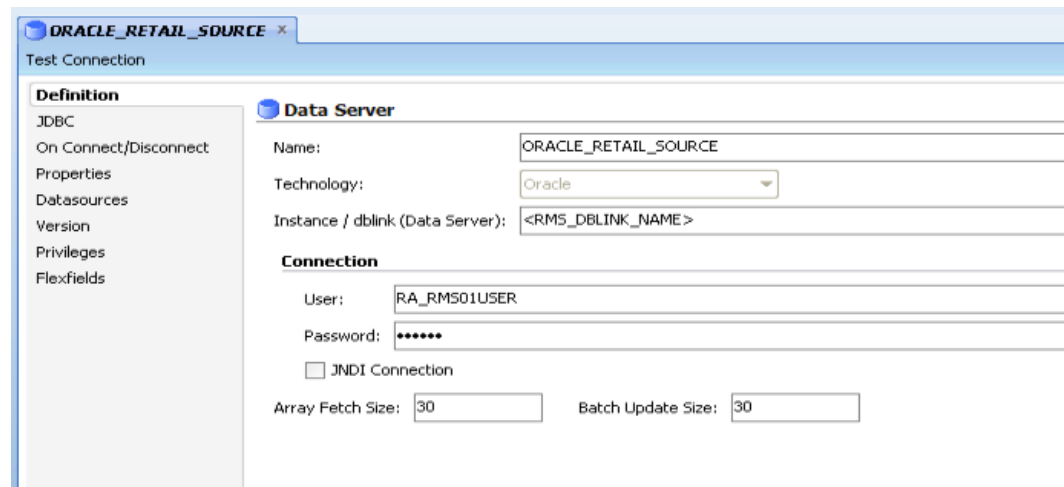 ORACLE_RETAIL_SOURCE ×
Test Connection
Definition
JDBC
On Connect/Disconnect
Properties
Datasources
Version
Privileges
Flexfields
Data Server
Name: ORACLE_RETAIL_SOURCE
Technology: Oracle
Instance / dblink (Data Server): <RMS_DBLINK_NAME>
Connection
User: RA_RMS01USER
Password: ••••••
JNDI Connection
Array Fetch Size: 30 Batch Update Size: 30